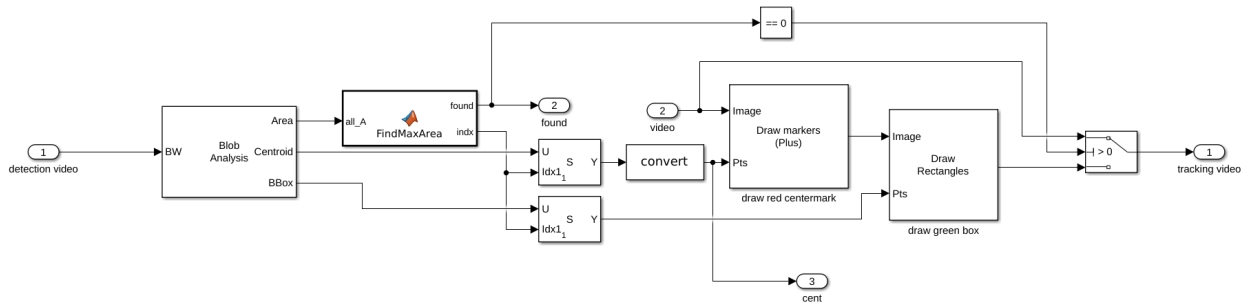 == 0
1
detection video
BW
Blob
Analysis
Area
Centroid
BBox
all_A
FindMaxArea
found
indx
2
found
U
Idx1
1
S
Y
U
Idx1
1
S
Y
convert
2
video
Image
Pts
Draw markers
(Plus)
draw red centermark
Image
Pts
Draw
Rectangles
draw green box
> 0
1
tracking video
3
cent